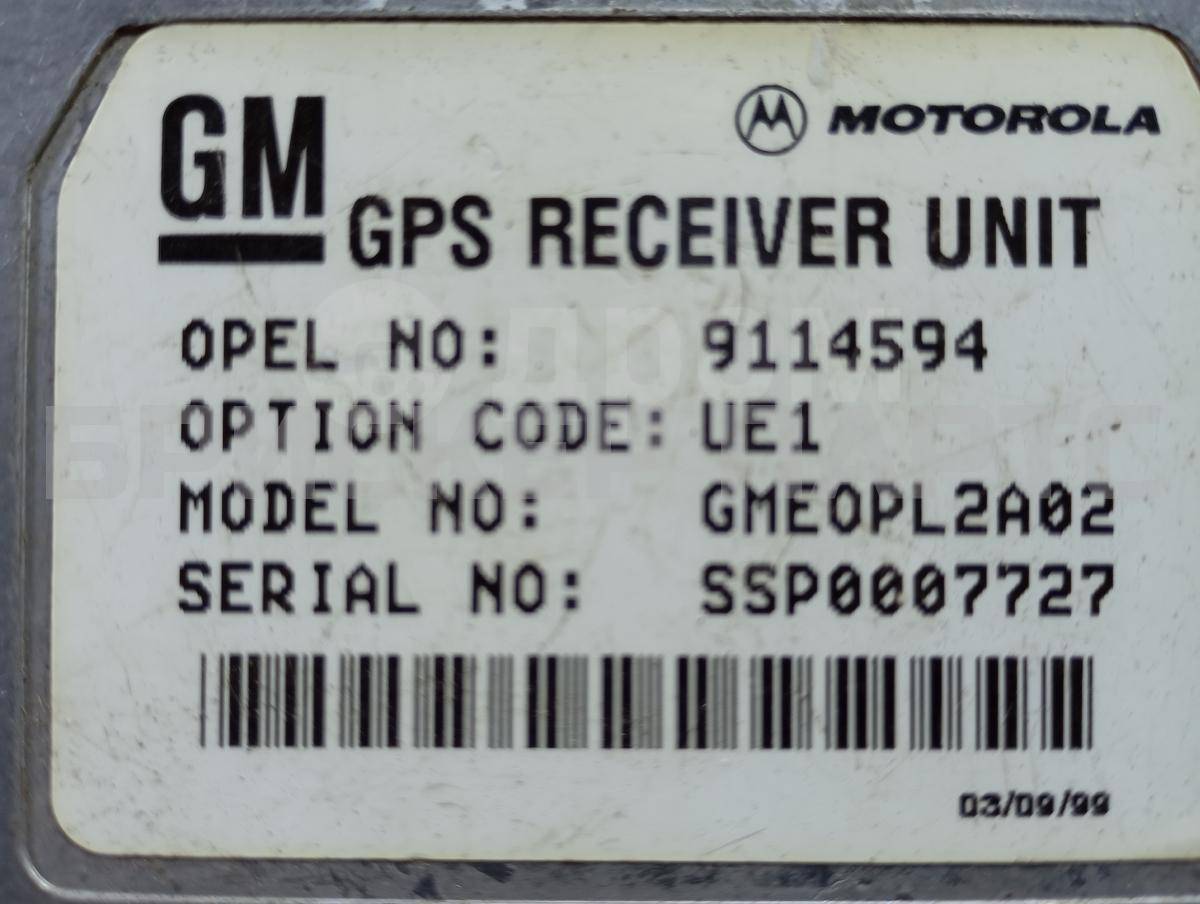 GM
MOTOROLA
GPS RECEIVER UNIT
OPEL NO: 9114594
OPTION CODE: UE1
MODEL NO: GMEOPL2A02
SERIAL NO: SSP0007727
03/09/99
дром